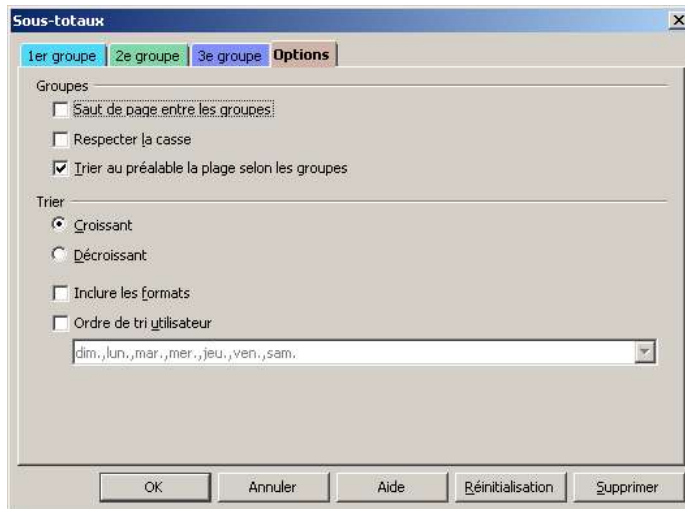 Sous-totaux
1er groupe 2e groupe 3e groupe Options
Groupes
Saut de page entre les groupes
Respecter la casse
Trier au préalable la plage selon les groupes
Trier
Croissant
Décroissant
Inclure les formats
Ordre de tri utilisateur
dim.,lun.,mar.,mer.,jeu.,ven.,sam.
OK Annuler Aide Réinitialisation Supprimer